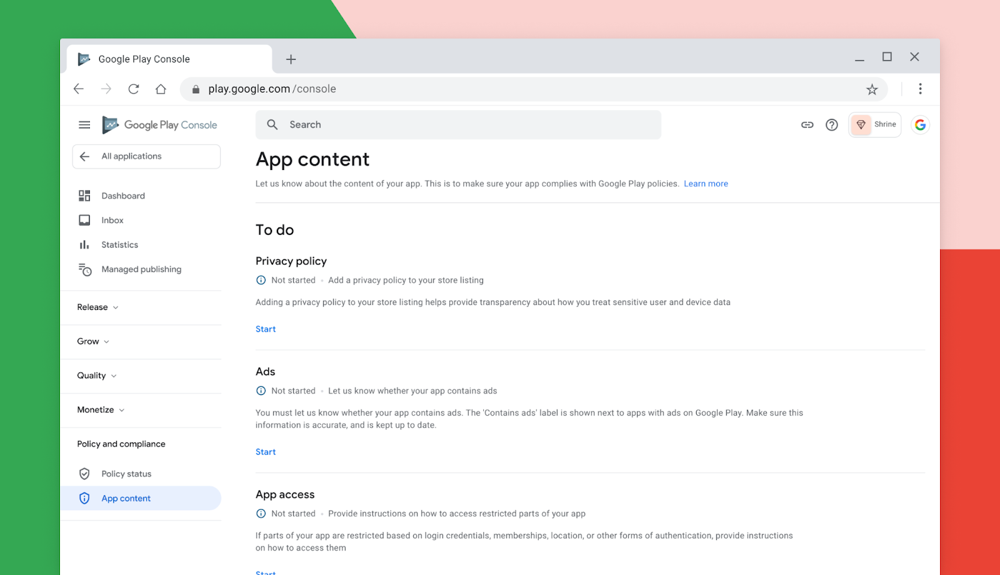 Google Play Console
play.google.com/console
Google Play Console
Search
Shrine
All applications
Dashboard
Inbox
Statistics
Managed publishing
Release
Grow
Quality
Monetize
Policy and compliance
Policy status
App content
App content
Let us know about the content of your app. This is to make sure your app complies with Google Play policies. Learn more
To do
Privacy policy
Not started • Add a privacy policy to your store listing
Adding a privacy policy to your store listing helps provide transparency about how you treat sensitive user and device data
Start
Ads
Not started • Let us know whether your app contains ads
You must let us know whether your app contains ads. The 'Contains ads' label is shown next to apps with ads on Google Play. Make sure this
information is accurate, and is kept up to date.
Start
App access
Not started • Provide instructions on how to access restricted parts of your app
If parts of your app are restricted based on login credentials, memberships, location, or other forms of authentication, provide instructions
on how to access them
Start